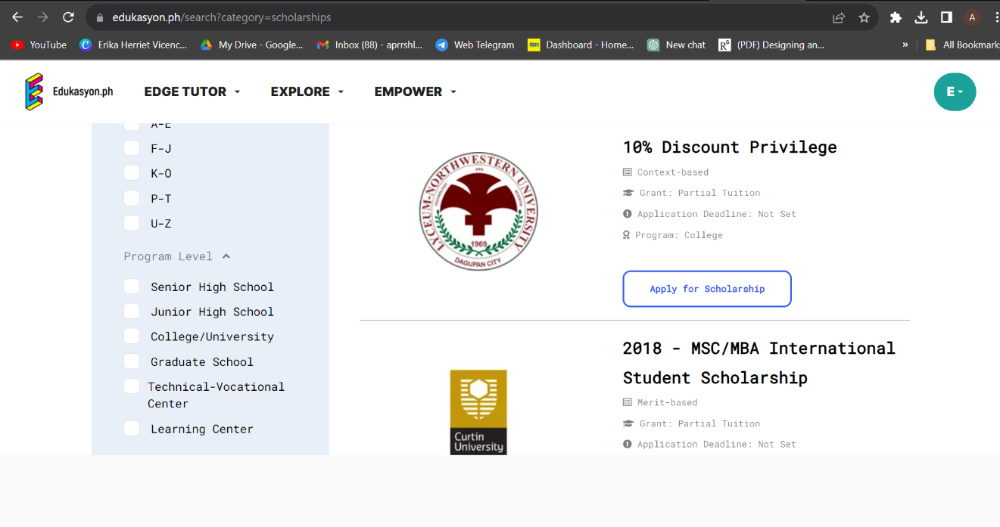 edukasyon.ph/search?category=scholarships
A
YouTube
Erika Herriet Vicenc...
My Drive - Google...
Inbox (88) - aprrshl...
Web Telegram
Dashboard - Home...
New chat
(PDF) Designing an...
»
All Bookmark
Edukasyon.ph
EDGE TUTOR
EXPLORE
EMPOWER
E
A-E
F-J
K-O
P-T
U-Z
Program Level
Senior High School
Junior High School
College/University
Graduate School
Technical-Vocational
Center
Learning Center
LYCEUM-NORTHWESTERN UNIVERSITY
1969
DAGUPAN CITY
10% Discount Privilege
Context-based
Grant: Partial Tuition
Application Deadline: Not Set
Program: College
Apply for Scholarship
Curtin
University
2018 - MSC/MBA International
Student Scholarship
Merit-based
Grant: Partial Tuition
Application Deadline: Not Set